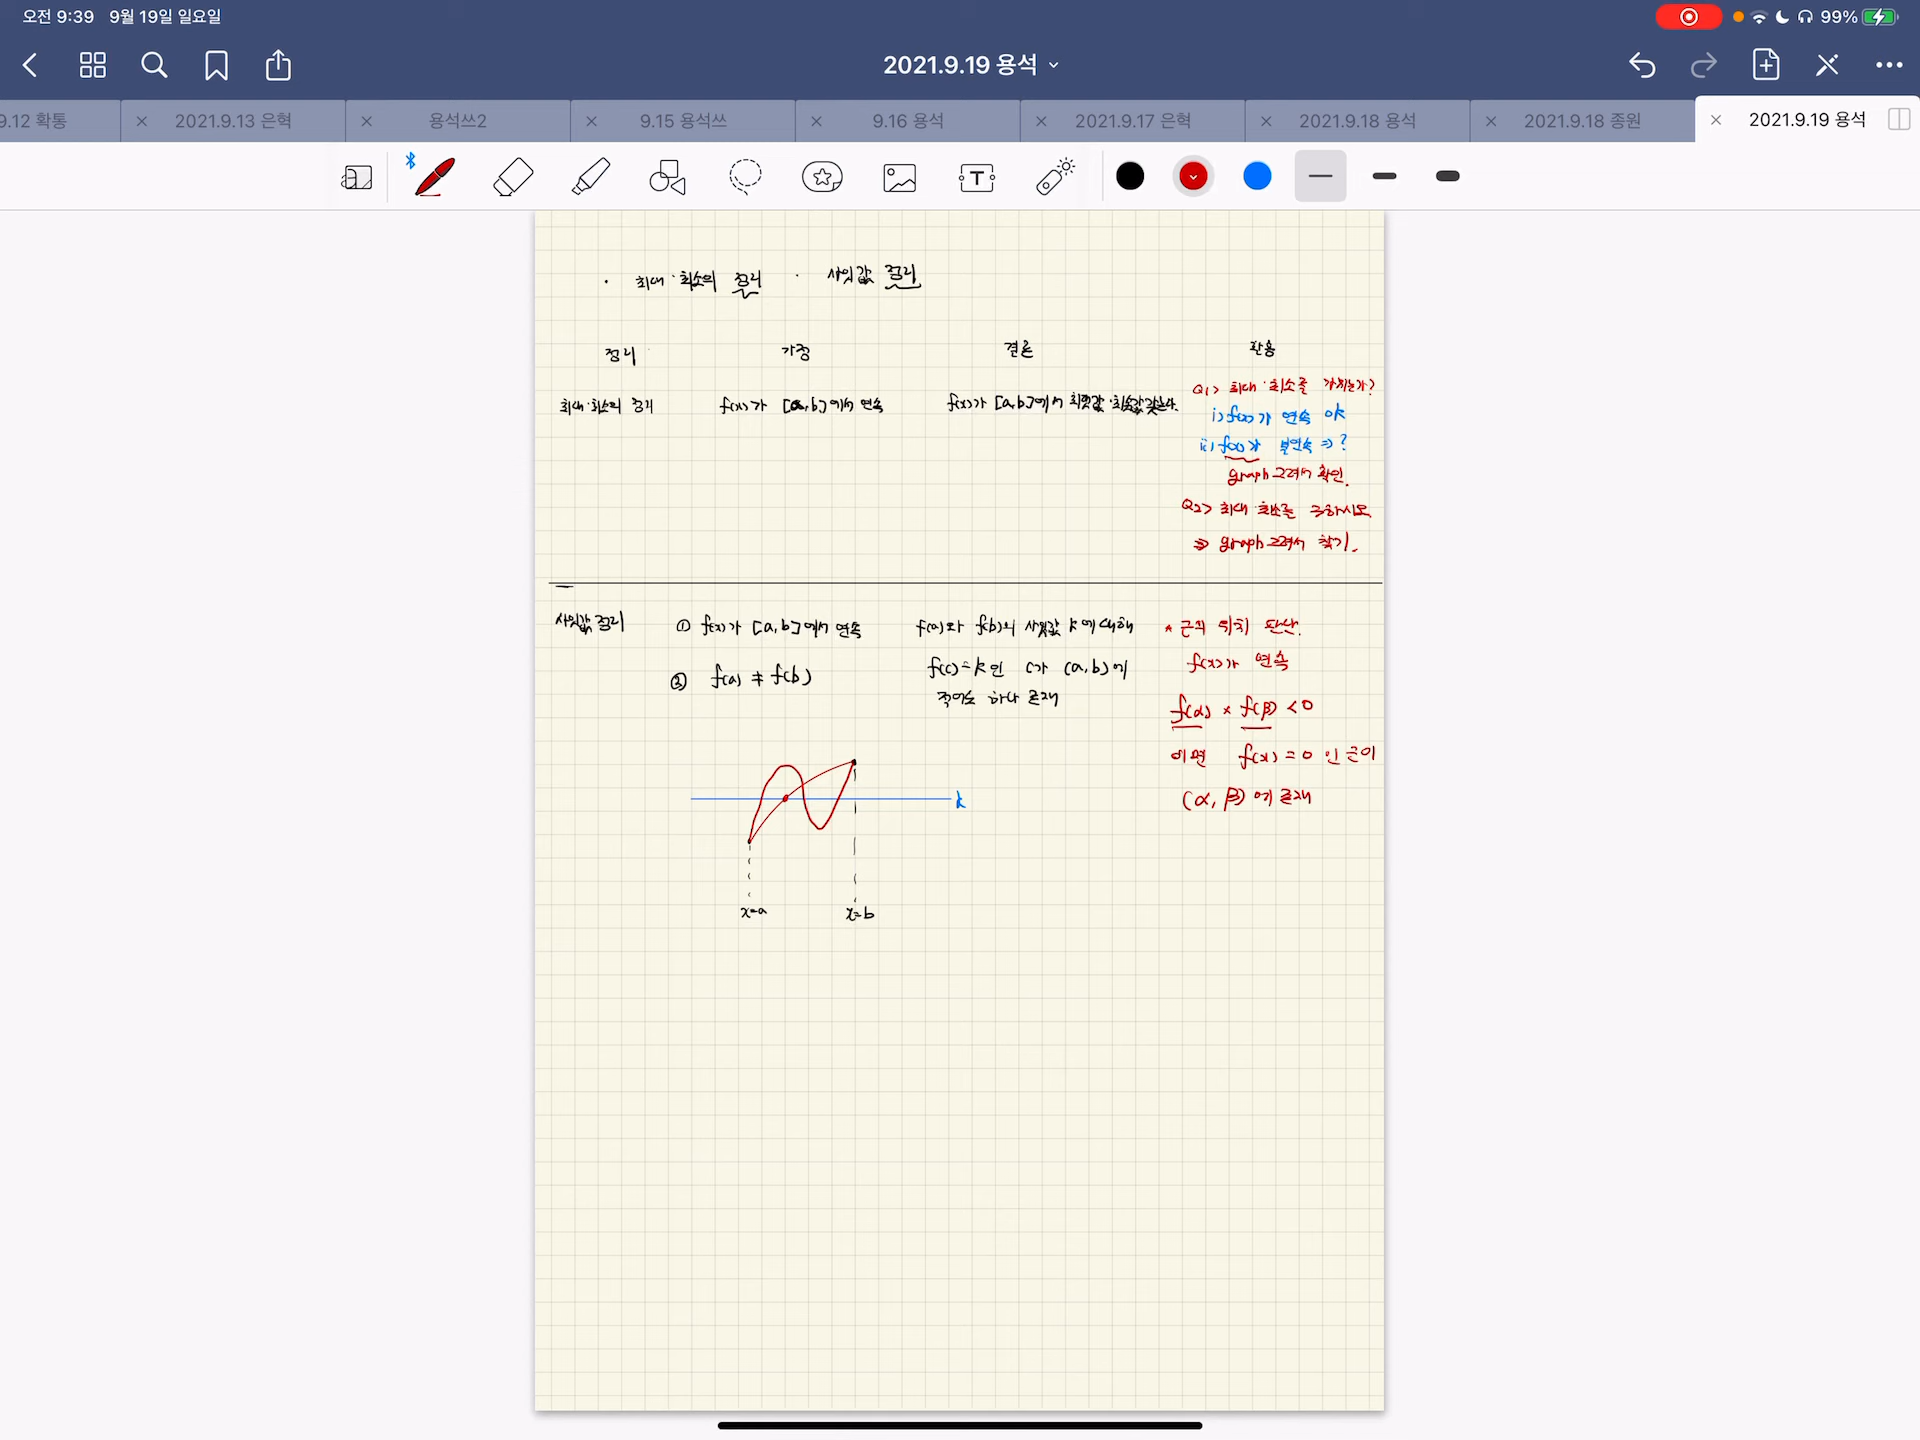 오전 9:39 9월 19일 일요일
99%
2021.9.19 용석
9.12 확통
2021.9.13 은혁
용석쓰2
9.15 용석쓰
9.16 용석
2021.9.17 은혁
2021.9.18 용석
2021.9.18 종원
2021.9.19 용석
· 최대·최소의 정리 · 사잇값 정리
정리 가정 결론 활용
최대·최소의 정리 f(x)가 [a,b]에서 연속 f(x)가 [a,b]에서 최댓값·최솟값 갖는다.
Q1> 최대·최소를 가지는가?
i) f(x)가 연속 ok
ii) f(x)가 불연속 ⇒ ?
graph 그려서 확인.
Q2> 최대·최소를 구하시오
⇒ graph 그려서 찾기.
사잇값 정리 ① f(x)가 [a,b]에서 연속 f(a)와 f(b)의 사잇값 k에 대해
② f(a) ≠ f(b) f(c)=k인 c가 (a,b)에
적어도 하나 존재
* 근의 위치 판단.
f(x)가 연속
f(α) × f(β) < 0
이면 f(x)=0 인 근이
(α, β)에 존재
k
x=a x=b